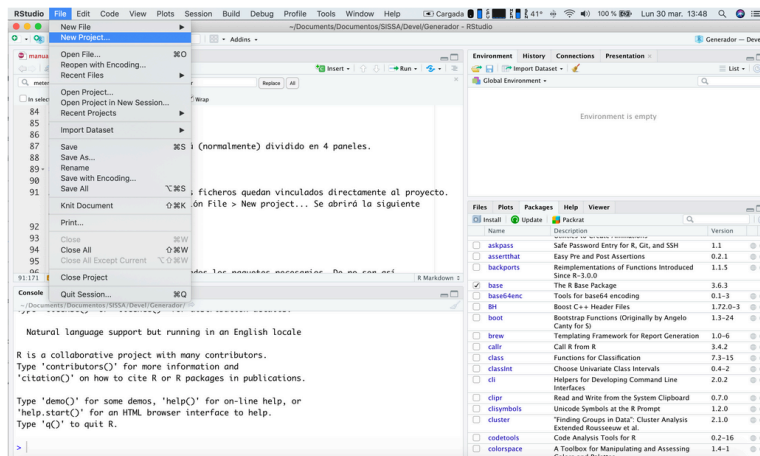 RStudio File Edit Code View Plots Session Build Debug Profile Tools Window Help Cargada 41° 100% Lun 30 mar. 13:48
~/Documents/Documentos/SISSA/Devel/Generador - RStudio
New File
New Project...
Open File... ⌘O
Reopen with Encoding...
Recent Files
Open Project...
Open Project in New Session...
Recent Projects
Import Dataset
Save ⌘S
Save As...
Rename
Save with Encoding...
Save All ⌥⌘S
Knit Document ⇧⌘K
Print...
Close ⌘W
Close All ⇧⌘W
Close All Except Current ⌥⇧⌘W
Close Project
Quit Session... ⌘Q
Addins
Generador — Deve
manua
Insert Run
Replace All
In selec
Wrap
84
85
86
87 (normalmente) dividido en 4 paneles.
88
89
90
91 ficheros quedan vinculados directamente al proyecto.
ón File > New project... Se abrirá la siguiente
92
93
94
95
91:171 R Markdown
Console
~/Documents/Documentos/SISSA/Devel/Generador/
Natural language support but running in an English locale
R is a collaborative project with many contributors.
Type 'contributors()' for more information and
'citation()' on how to cite R or R packages in publications.
Type 'demo()' for some demos, 'help()' for on-line help, or
'help.start()' for an HTML browser interface to help.
Type 'q()' to quit R.
>
Environment History Connections Presentation
Import Dataset List
Global Environment
Environment is empty
Files Plots Packages Help Viewer
Install Update Packrat
Name Description Version
askpass Safe Password Entry for R, Git, and SSH 1.1
assertthat Easy Pre and Post Assertions 0.2.1
backports Reimplementations of Functions Introduced Since R-3.0.0 1.1.5
base The R Base Package 3.6.3
base64enc Tools for base64 encoding 0.1-3
BH Boost C++ Header Files 1.72.0-3
boot Bootstrap Functions (Originally by Angelo Canty for S) 1.3-24
brew Templating Framework for Report Generation 1.0-6
callr Call R from R 3.4.2
class Functions for Classification 7.3-15
classInt Choose Univariate Class Intervals 0.4-2
cli Helpers for Developing Command Line Interfaces 2.0.2
clipr Read and Write from the System Clipboard 0.7.0
clisymbols Unicode Symbols at the R Prompt 1.2.0
cluster "Finding Groups in Data": Cluster Analysis Extended Rousseeuw et al. 2.1.0
codetools Code Analysis Tools for R 0.2-16
colorspace A Toolbox for Manipulating and Assessing 1.4-1